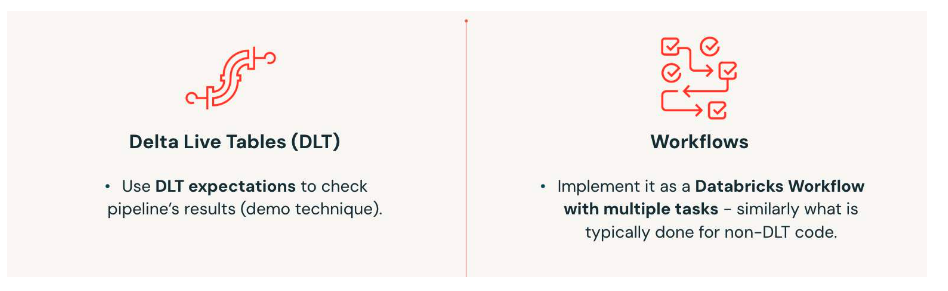 Delta Live Tables (DLT)
• Use DLT expectations to check
pipeline's results (demo technique).
Workflows
• Implement it as a Databricks Workflow
with multiple tasks – similarly what is
typically done for non-DLT code.